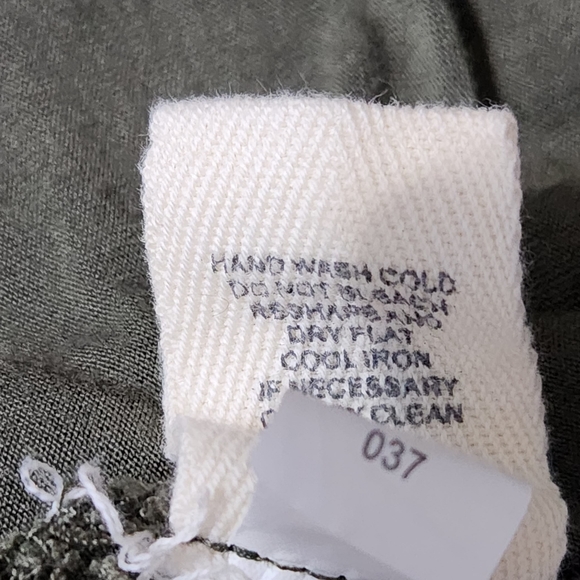 HAND WASH COLD
DO NOT BLEACH
RESHAPE AND
DRY FLAT
COOL IRON
IF NECESSARY
CLEAN
037